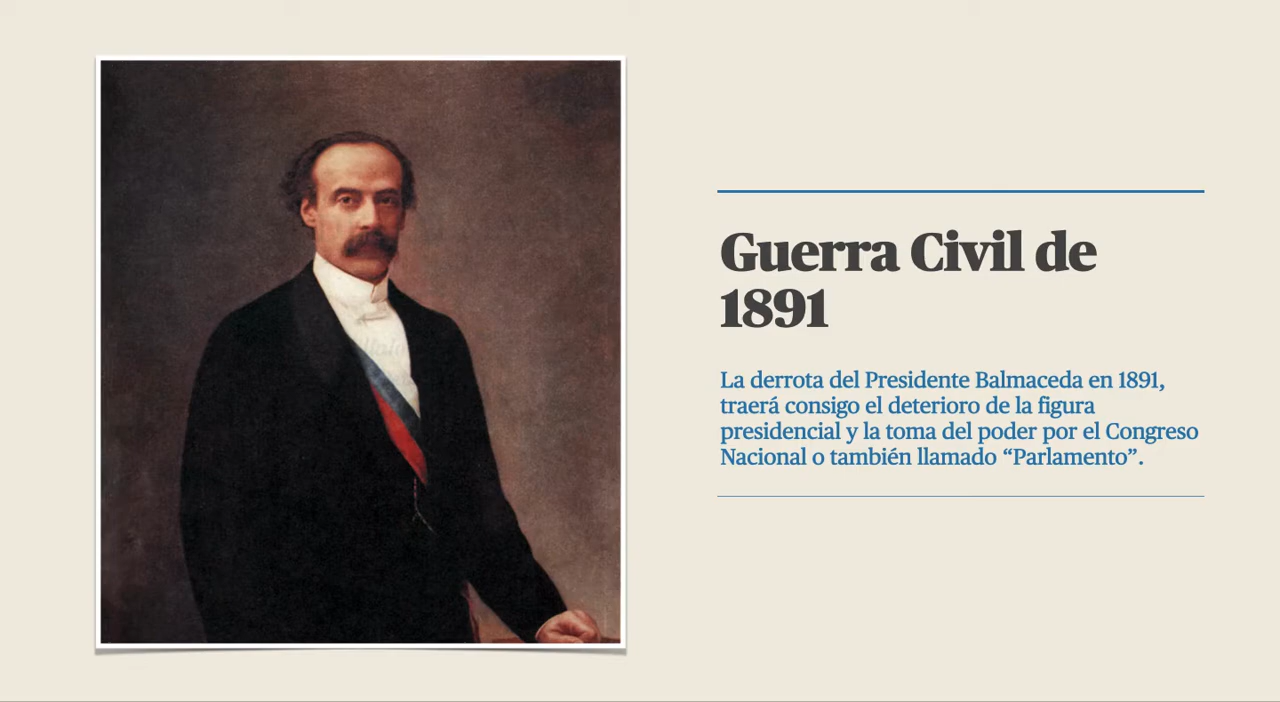 Guerra Civil de
1891
La derrota del Presidente Balmaceda en 1891,
traerá consigo el deterioro de la figura
presidencial y la toma del poder por el Congreso
Nacional o también llamado “Parlamento”.